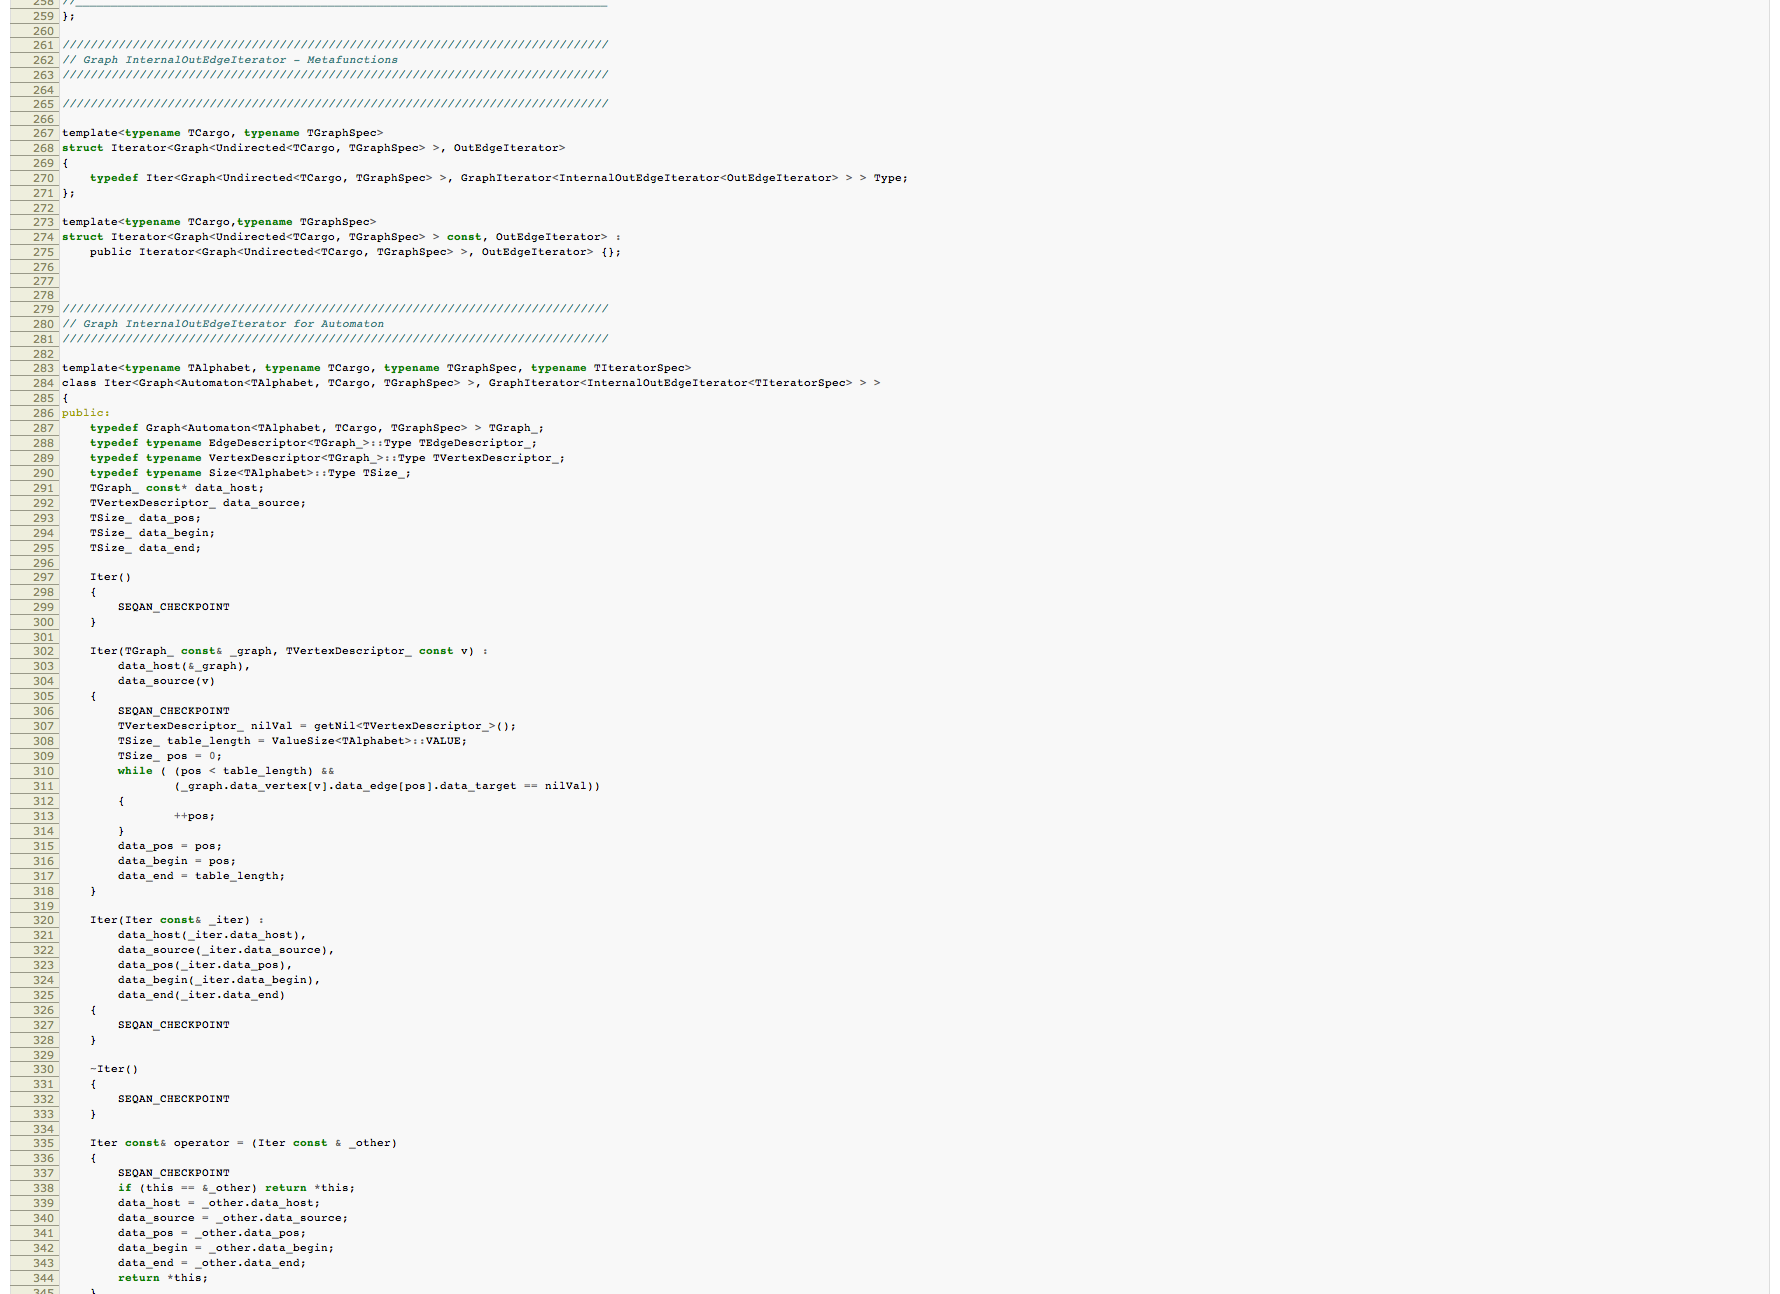 258 //____________________________________________________________________________
259 };
260
261 //////////////////////////////////////////////////////////////////////////////
262 // Graph InternalOutEdgeIterator - Metafunctions
263 //////////////////////////////////////////////////////////////////////////////
264
265 //////////////////////////////////////////////////////////////////////////////
266
267 template<typename TCargo, typename TGraphSpec>
268 struct Iterator<Graph<Undirected<TCargo, TGraphSpec> >, OutEdgeIterator>
269 {
270     typedef Iter<Graph<Undirected<TCargo, TGraphSpec> >, GraphIterator<InternalOutEdgeIterator<OutEdgeIterator> > > Type;
271 };
272
273 template<typename TCargo,typename TGraphSpec>
274 struct Iterator<Graph<Undirected<TCargo, TGraphSpec> > const, OutEdgeIterator> :
275     public Iterator<Graph<Undirected<TCargo, TGraphSpec> >, OutEdgeIterator> {};
276
277
278
279 //////////////////////////////////////////////////////////////////////////////
280 // Graph InternalOutEdgeIterator for Automaton
281 //////////////////////////////////////////////////////////////////////////////
282
283 template<typename TAlphabet, typename TCargo, typename TGraphSpec, typename TIteratorSpec>
284 class Iter<Graph<Automaton<TAlphabet, TCargo, TGraphSpec> >, GraphIterator<InternalOutEdgeIterator<TIteratorSpec> > >
285 {
286 public:
287     typedef Graph<Automaton<TAlphabet, TCargo, TGraphSpec> > TGraph_;
288     typedef typename EdgeDescriptor<TGraph_>::Type TEdgeDescriptor_;
289     typedef typename VertexDescriptor<TGraph_>::Type TVertexDescriptor_;
290     typedef typename Size<TAlphabet>::Type TSize_;
291     TGraph_ const* data_host;
292     TVertexDescriptor_ data_source;
293     TSize_ data_pos;
294     TSize_ data_begin;
295     TSize_ data_end;
296
297     Iter()
298     {
299         SEQAN_CHECKPOINT
300     }
301
302     Iter(TGraph_ const& _graph, TVertexDescriptor_ const v) :
303         data_host(&_graph),
304         data_source(v)
305     {
306         SEQAN_CHECKPOINT
307         TVertexDescriptor_ nilVal = getNil<TVertexDescriptor_>();
308         TSize_ table_length = ValueSize<TAlphabet>::VALUE;
309         TSize_ pos = 0;
310         while ( (pos < table_length) &&
311                 (_graph.data_vertex[v].data_edge[pos].data_target == nilVal))
312         {
313                 ++pos;
314         }
315         data_pos = pos;
316         data_begin = pos;
317         data_end = table_length;
318     }
319
320     Iter(Iter const& _iter) :
321         data_host(_iter.data_host),
322         data_source(_iter.data_source),
323         data_pos(_iter.data_pos),
324         data_begin(_iter.data_begin),
325         data_end(_iter.data_end)
326     {
327         SEQAN_CHECKPOINT
328     }
329
330     ~Iter()
331     {
332         SEQAN_CHECKPOINT
333     }
334
335     Iter const& operator = (Iter const & _other)
336     {
337         SEQAN_CHECKPOINT
338         if (this == &_other) return *this;
339         data_host = _other.data_host;
340         data_source = _other.data_source;
341         data_pos = _other.data_pos;
342         data_begin = _other.data_begin;
343         data_end = _other.data_end;
344         return *this;
345     }